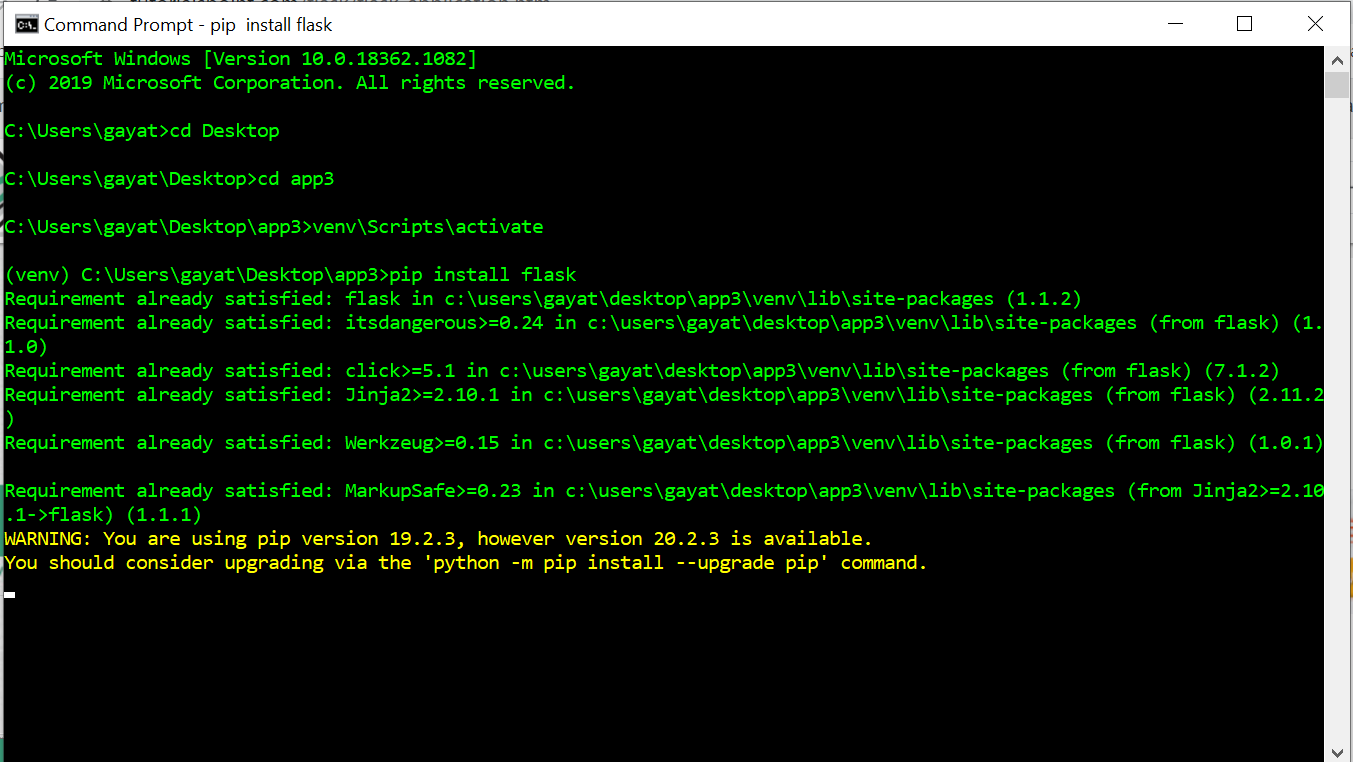 Command Prompt - pip  install flask
Microsoft Windows [Version 10.0.18362.1082]
(c) 2019 Microsoft Corporation. All rights reserved.
C:\Users\gayat>cd Desktop
C:\Users\gayat\Desktop>cd app3
C:\Users\gayat\Desktop\app3>venv\Scripts\activate
(venv) C:\Users\gayat\Desktop\app3>pip install flask
Requirement already satisfied: flask in c:\users\gayat\desktop\app3\venv\lib\site-packages (1.1.2)
Requirement already satisfied: itsdangerous>=0.24 in c:\users\gayat\desktop\app3\venv\lib\site-packages (from flask) (1.
1.0)
Requirement already satisfied: click>=5.1 in c:\users\gayat\desktop\app3\venv\lib\site-packages (from flask) (7.1.2)
Requirement already satisfied: Jinja2>=2.10.1 in c:\users\gayat\desktop\app3\venv\lib\site-packages (from flask) (2.11.2
)
Requirement already satisfied: Werkzeug>=0.15 in c:\users\gayat\desktop\app3\venv\lib\site-packages (from flask) (1.0.1)
Requirement already satisfied: MarkupSafe>=0.23 in c:\users\gayat\desktop\app3\venv\lib\site-packages (from Jinja2>=2.10
.1->flask) (1.1.1)
WARNING: You are using pip version 19.2.3, however version 20.2.3 is available.
You should consider upgrading via the 'python -m pip install --upgrade pip' command.